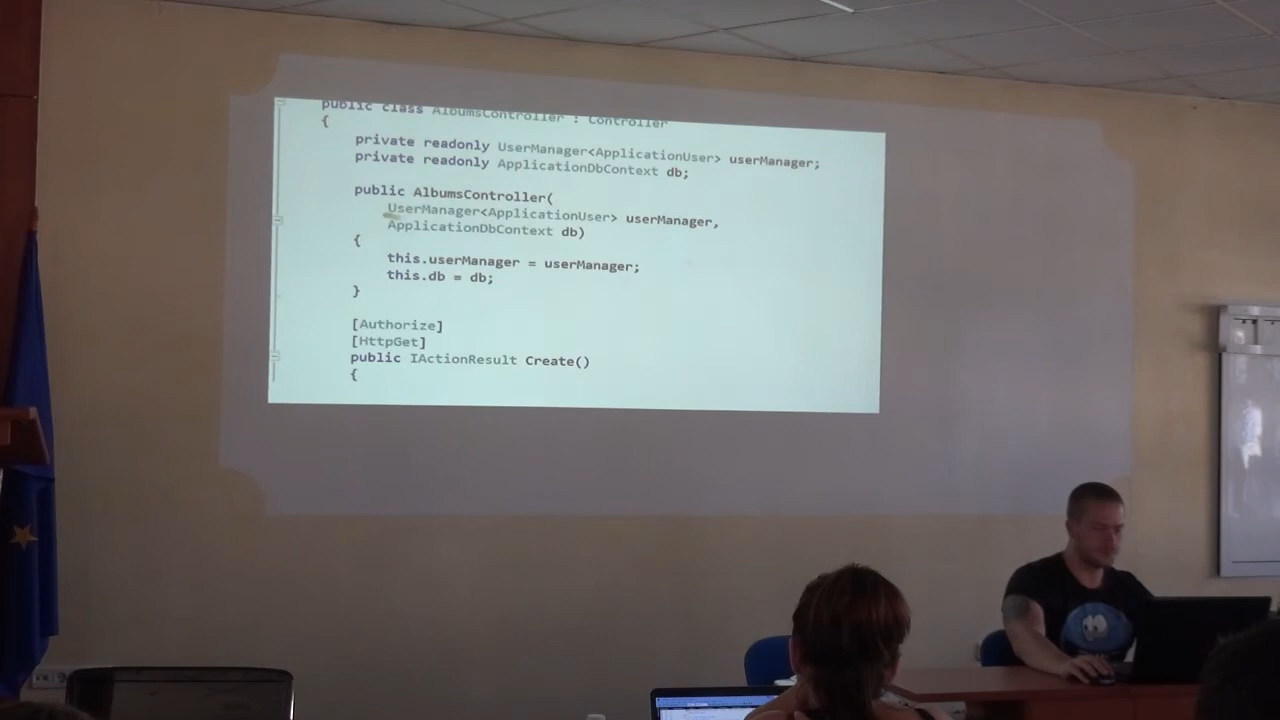 public class AlbumsController : Controller
{
private readonly UserManager<ApplicationUser> userManager;
private readonly ApplicationDbContext db;
public AlbumsController(
UserManager<ApplicationUser> userManager,
ApplicationDbContext db)
{
this.userManager = userManager;
this.db = db;
}
[Authorize]
[HttpGet]
public IActionResult Create()
{